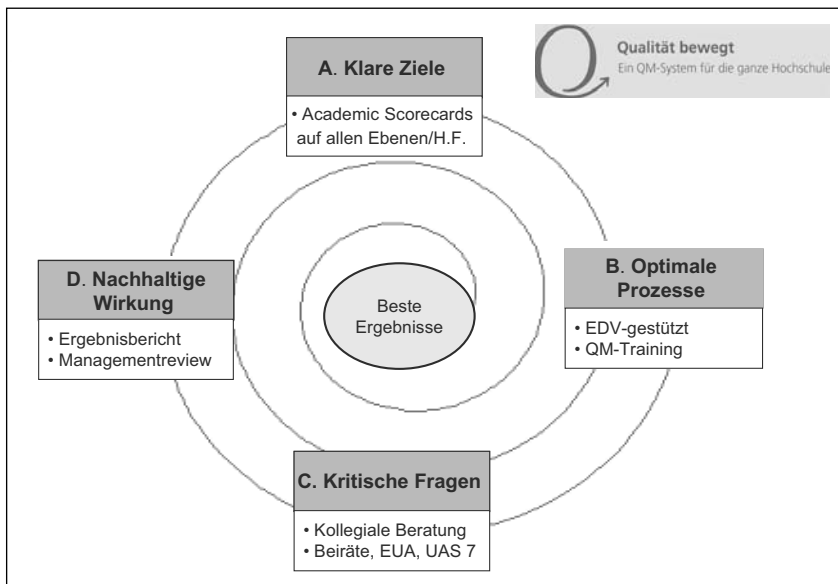 Qualität bewegt
Ein QM-System für die ganze Hochschule
A. Klare Ziele
• Academic Scorecards
auf allen Ebenen/H.F.
B. Optimale
Prozesse
• EDV-gestützt
• QM-Training
D. Nachhaltige
Wirkung
• Ergebnisbericht
• Managementreview
Beste
Ergebnisse
C. Kritische Fragen
• Kollegiale Beratung
• Beiräte, EUA, UAS 7